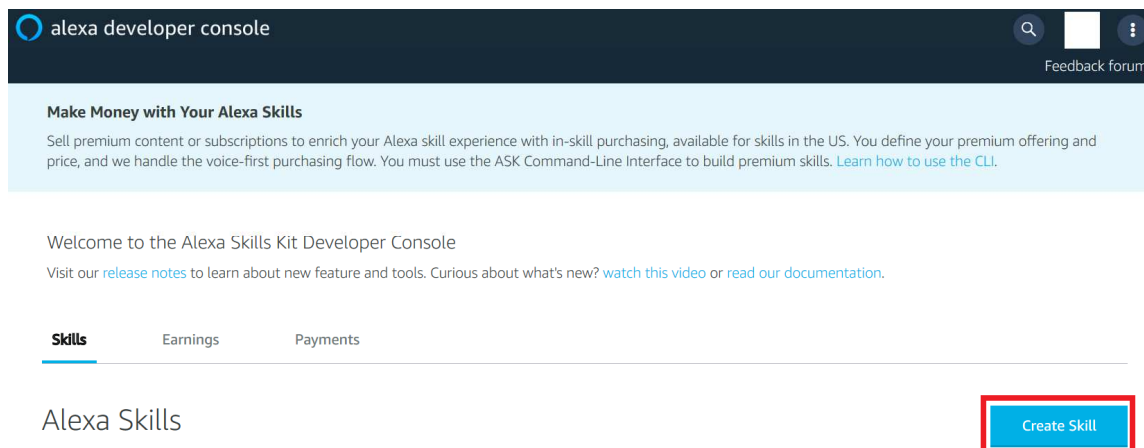 alexa developer console
Feedback forum
Make Money with Your Alexa Skills
Sell premium content or subscriptions to enrich your Alexa skill experience with in-skill purchasing, available for skills in the US. You define your premium offering and
price, and we handle the voice-first purchasing flow. You must use the ASK Command-Line Interface to build premium skills. Learn how to use the CLI.
Welcome to the Alexa Skills Kit Developer Console
Visit our release notes to learn about new feature and tools. Curious about what's new? watch this video or read our documentation.
Skills Earnings Payments
Alexa Skills
Create Skill